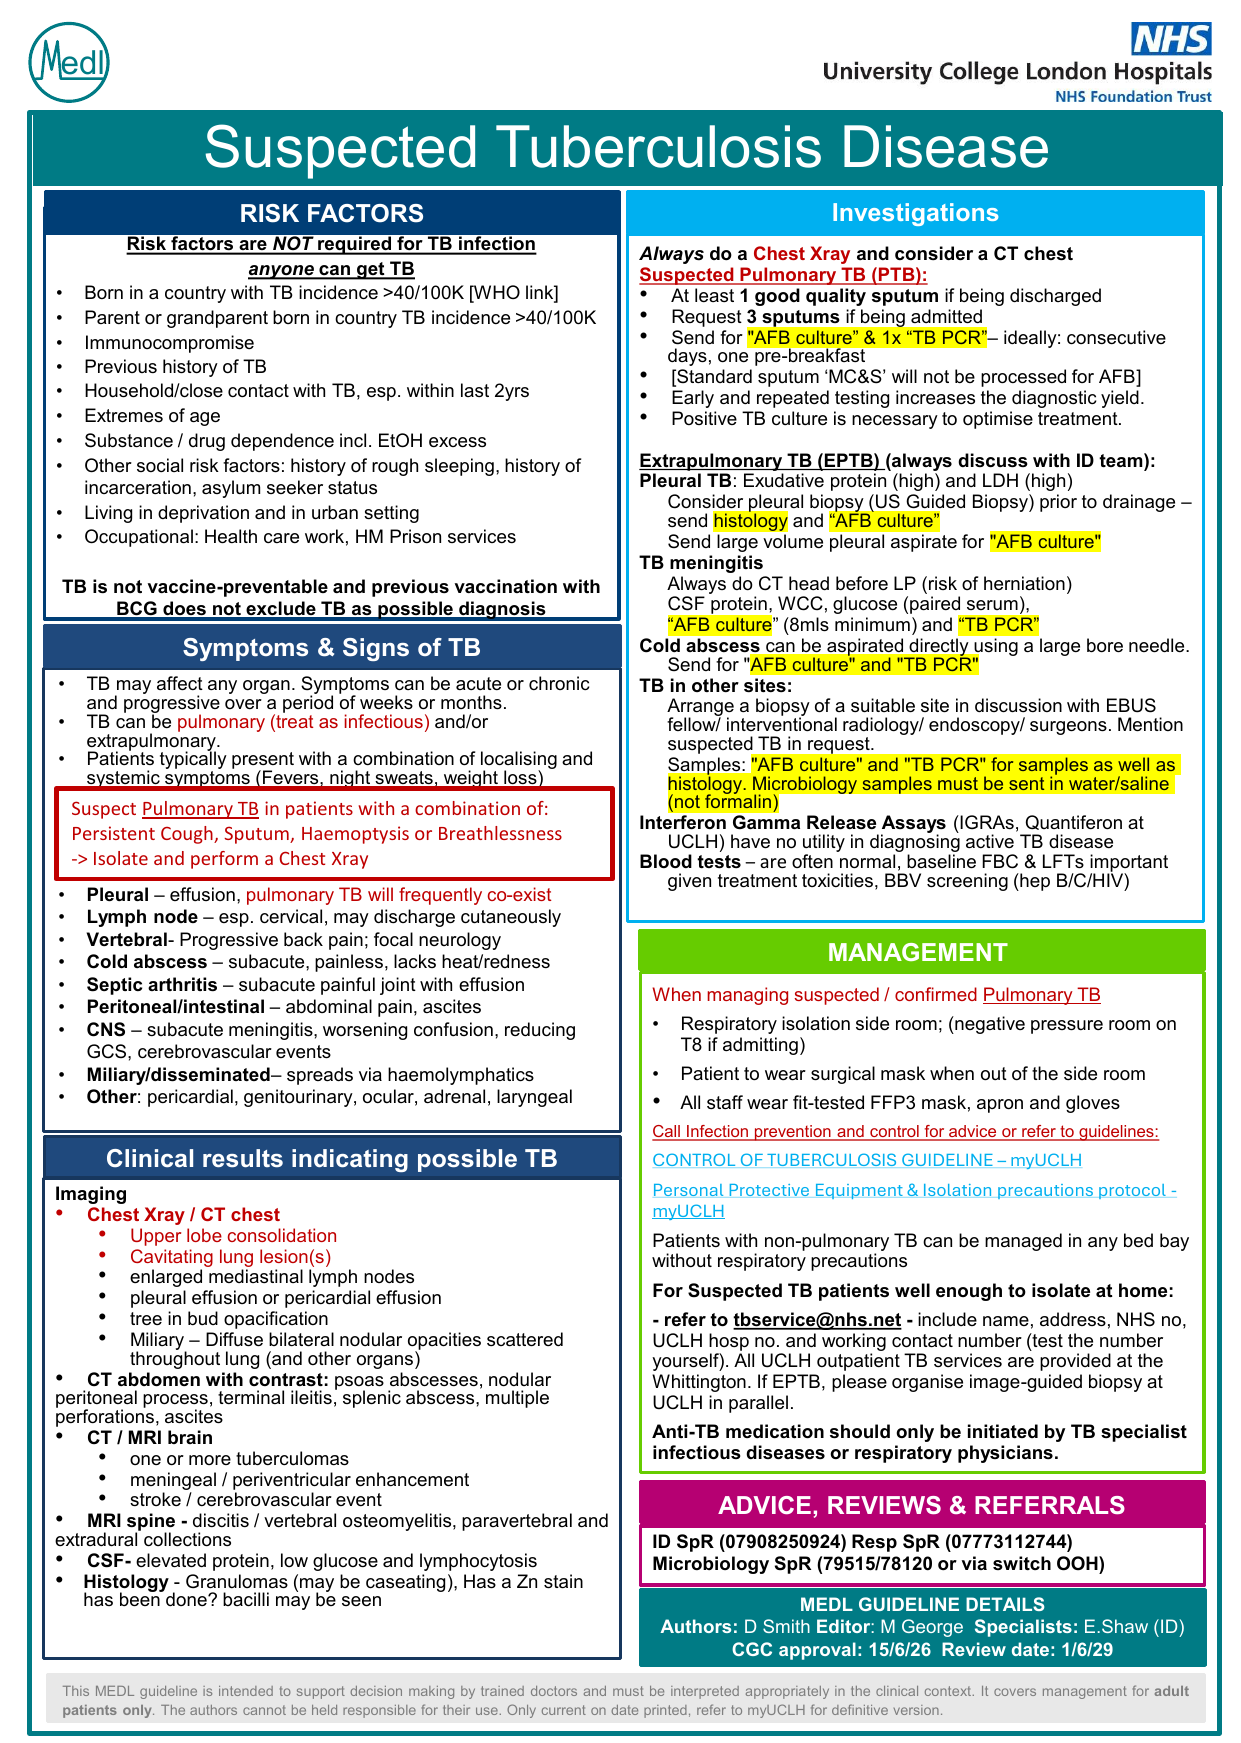 Medl
NHS
University College London Hospitals
NHS Foundation Trust
Suspected Tuberculosis Disease
RISK FACTORS
Risk factors are NOT required for TB infection
anyone can get TB
• Born in a country with TB incidence >40/100K [WHO link]
• Parent or grandparent born in country TB incidence >40/100K
• Immunocompromise
• Previous history of TB
• Household/close contact with TB, esp. within last 2yrs
• Extremes of age
• Substance / drug dependence incl. EtOH excess
• Other social risk factors: history of rough sleeping, history of
incarceration, asylum seeker status
• Living in deprivation and in urban setting
• Occupational: Health care work, HM Prison services
TB is not vaccine-preventable and previous vaccination with
BCG does not exclude TB as possible diagnosis
Symptoms & Signs of TB
• TB may affect any organ. Symptoms can be acute or chronic
and progressive over a period of weeks or months.
• TB can be pulmonary (treat as infectious) and/or
extrapulmonary.
• Patients typically present with a combination of localising and
systemic symptoms (Fevers, night sweats, weight loss)
Suspect Pulmonary TB in patients with a combination of:
Persistent Cough, Sputum, Haemoptysis or Breathlessness
-> Isolate and perform a Chest Xray
• Pleural – effusion, pulmonary TB will frequently co-exist
• Lymph node – esp. cervical, may discharge cutaneously
• Vertebral- Progressive back pain; focal neurology
• Cold abscess – subacute, painless, lacks heat/redness
• Septic arthritis – subacute painful joint with effusion
• Peritoneal/intestinal – abdominal pain, ascites
• CNS – subacute meningitis, worsening confusion, reducing
GCS, cerebrovascular events
• Miliary/disseminated– spreads via haemolymphatics
• Other: pericardial, genitourinary, ocular, adrenal, laryngeal
Clinical results indicating possible TB
Imaging
• Chest Xray / CT chest
• Upper lobe consolidation
• Cavitating lung lesion(s)
• enlarged mediastinal lymph nodes
• pleural effusion or pericardial effusion
• tree in bud opacification
• Miliary – Diffuse bilateral nodular opacities scattered
throughout lung (and other organs)
• CT abdomen with contrast: psoas abscesses, nodular
peritoneal process, terminal ileitis, splenic abscess, multiple
perforations, ascites
• CT / MRI brain
• one or more tuberculomas
• meningeal / periventricular enhancement
• stroke / cerebrovascular event
• MRI spine - discitis / vertebral osteomyelitis, paravertebral and
extradural collections
• CSF- elevated protein, low glucose and lymphocytosis
• Histology - Granulomas (may be caseating), Has a Zn stain
has been done? bacilli may be seen
Investigations
Always do a Chest Xray and consider a CT chest
Suspected Pulmonary TB (PTB):
• At least 1 good quality sputum if being discharged
• Request 3 sputums if being admitted
• Send for "AFB culture” & 1x “TB PCR”– ideally: consecutive
days, one pre-breakfast
• [Standard sputum ‘MC&S’ will not be processed for AFB]
• Early and repeated testing increases the diagnostic yield.
• Positive TB culture is necessary to optimise treatment.
Extrapulmonary TB (EPTB) (always discuss with ID team):
Pleural TB: Exudative protein (high) and LDH (high)
Consider pleural biopsy (US Guided Biopsy) prior to drainage –
send histology and “AFB culture”
Send large volume pleural aspirate for "AFB culture"
TB meningitis
Always do CT head before LP (risk of herniation)
CSF protein, WCC, glucose (paired serum),
“AFB culture” (8mls minimum) and “TB PCR”
Cold abscess can be aspirated directly using a large bore needle.
Send for "AFB culture" and "TB PCR"
TB in other sites:
Arrange a biopsy of a suitable site in discussion with EBUS
fellow/ interventional radiology/ endoscopy/ surgeons. Mention
suspected TB in request.
Samples: "AFB culture" and "TB PCR" for samples as well as
histology. Microbiology samples must be sent in water/saline
(not formalin)
Interferon Gamma Release Assays (IGRAs, Quantiferon at
UCLH) have no utility in diagnosing active TB disease
Blood tests – are often normal, baseline FBC & LFTs important
given treatment toxicities, BBV screening (hep B/C/HIV)
MANAGEMENT
When managing suspected / confirmed Pulmonary TB
• Respiratory isolation side room; (negative pressure room on
T8 if admitting)
• Patient to wear surgical mask when out of the side room
• All staff wear fit-tested FFP3 mask, apron and gloves
Call Infection prevention and control for advice or refer to guidelines:
CONTROL OF TUBERCULOSIS GUIDELINE – myUCLH
Personal Protective Equipment & Isolation precautions protocol -
myUCLH
Patients with non-pulmonary TB can be managed in any bed bay
without respiratory precautions
For Suspected TB patients well enough to isolate at home:
- refer to tbservice@nhs.net - include name, address, NHS no,
UCLH hosp no. and working contact number (test the number
yourself). All UCLH outpatient TB services are provided at the
Whittington. If EPTB, please organise image-guided biopsy at
UCLH in parallel.
Anti-TB medication should only be initiated by TB specialist
infectious diseases or respiratory physicians.
ADVICE, REVIEWS & REFERRALS
ID SpR (07908250924) Resp SpR (07773112744)
Microbiology SpR (79515/78120 or via switch OOH)
MEDL GUIDELINE DETAILS
Authors: D Smith Editor: M George Specialists: E.Shaw (ID)
CGC approval: 15/6/26 Review date: 1/6/29
This MEDL guideline is intended to support decision making by trained doctors and must be interpreted appropriately in the clinical context. It covers management for adult
patients only. The authors cannot be held responsible for their use. Only current on date printed, refer to myUCLH for definitive version.